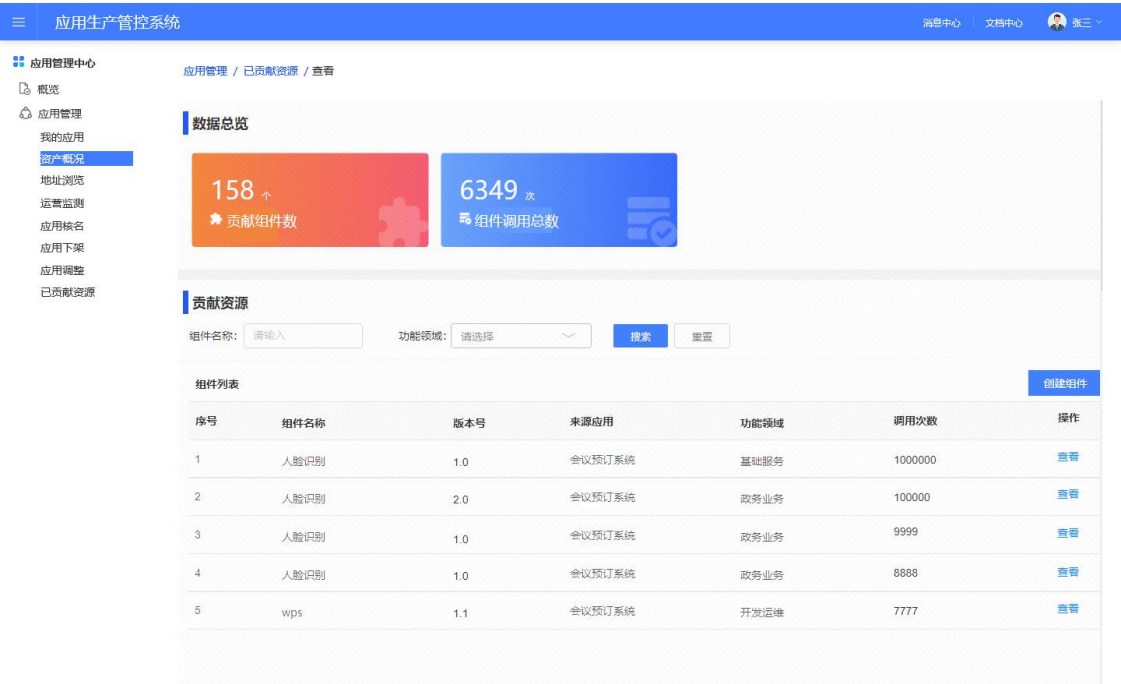 应用生产管控系统 消息中心 文档中心 张三
应用管理中心
概览
应用管理
我的应用
资产概况
地址浏览
运营监测
应用核名
应用下架
应用调整
已贡献资源
应用管理 / 已贡献资源 / 查看
数据总览
158 个
贡献组件数
6349 次
组件调用总数
贡献资源
组件名称: 请输入 功能领域: 请选择 搜索 重置
组件列表 创建组件
序号 组件名称 版本号 来源应用 功能领域 调用次数 操作
1 人脸识别 1.0 会议预订系统 基础服务 1000000 查看
2 人脸识别 2.0 会议预订系统 政务业务 100000 查看
3 人脸识别 1.0 会议预订系统 政务业务 9999 查看
4 人脸识别 1.0 会议预订系统 政务业务 8888 查看
5 wps 1.1 会议预订系统 开发运维 7777 查看